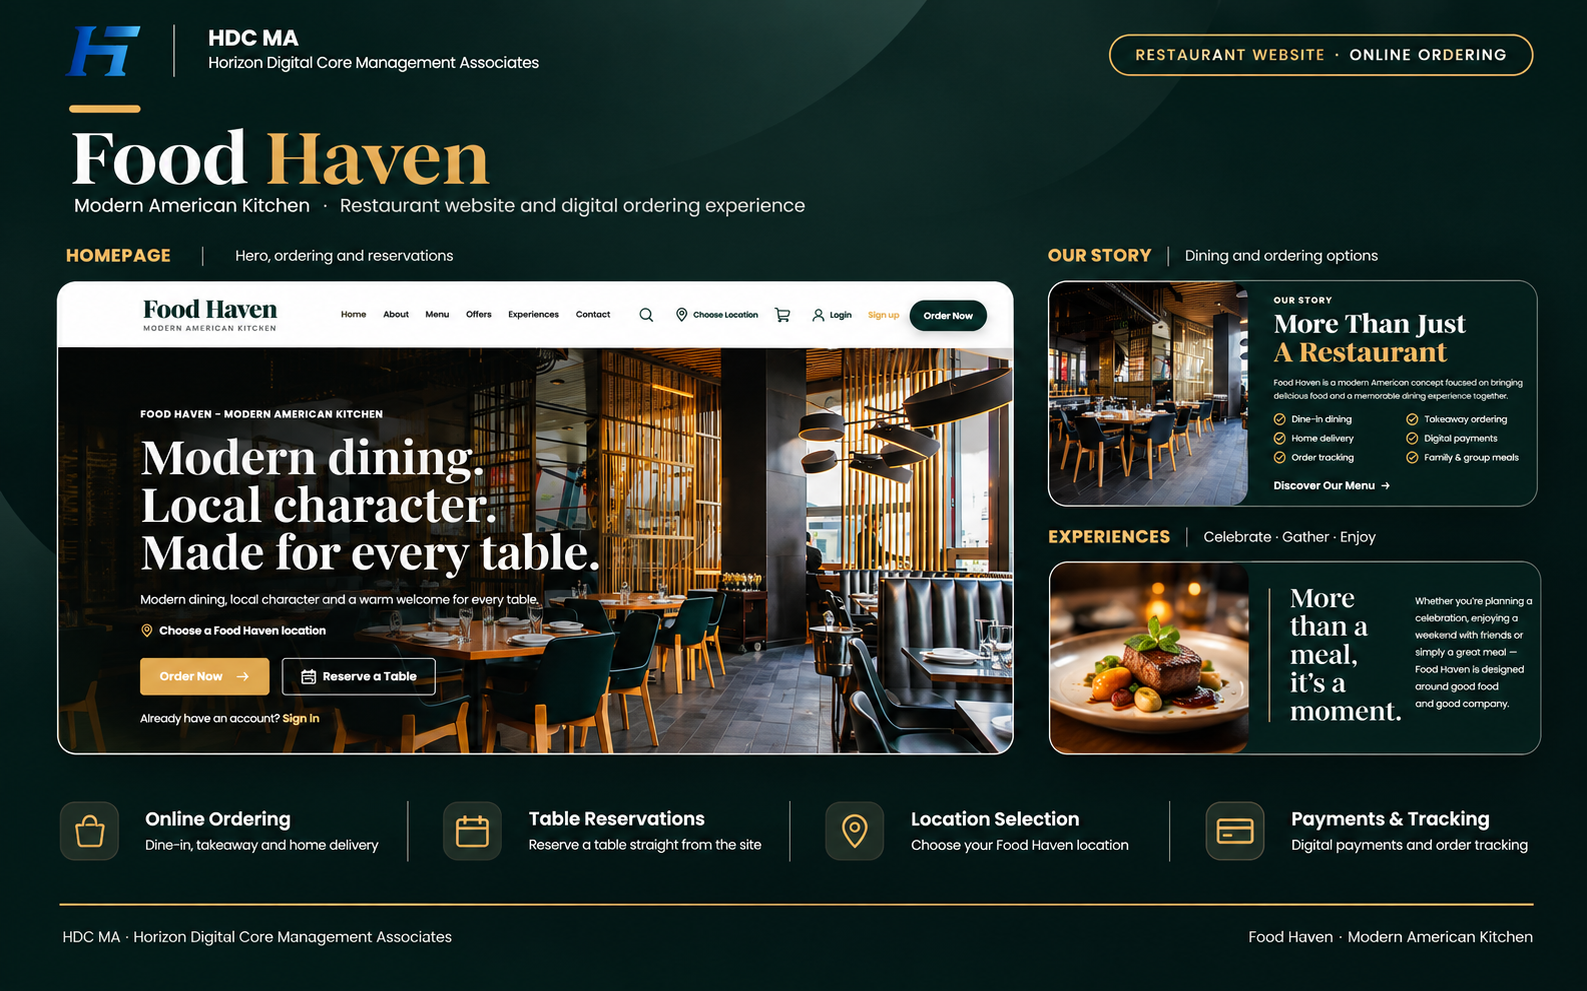 HDC MA
Horizon Digital Core Management Associates
RESTAURANT WEBSITE · ONLINE ORDERING
Food Haven
Modern American Kitchen · Restaurant website and digital ordering experience
HOMEPAGE | Hero, ordering and reservations
Food Haven
MODERN AMERICAN KITCHEN
Home About Menu Offers Experiences Contact Choose Location Login Sign up Order Now
FOOD HAVEN – MODERN AMERICAN KITCHEN
Modern dining.
Local character.
Made for every table.
Modern dining, local character and a warm welcome for every table.
Choose a Food Haven location
Order Now → Reserve a Table
Already have an account? Sign in
OUR STORY | Dining and ordering options
OUR STORY
More Than Just
A Restaurant
Food Haven is a modern American concept foucsed on bringing
delicious food and a memorable dining experience together.
Dine-in dining Takeaway ordering
Home delivery Digital payments
Order tracking Family & group meals
Discover Our Menu →
EXPERIENCES | Celebrate · Gather · Enjoy
More
than a
meal,
it's a
moment.
Whether you're planning a
celebration, enjoying a
weekend with friends or
simply a great meal —
Food Haven is designed
around good food
and good company.
Online Ordering
Dine-in, takeaway and home delivery
Table Reservations
Reserve a table straight from the site
Location Selection
Choose your Food Haven location
Payments & Tracking
Digital payments and order tracking
HDC MA · Horizon Digital Core Management Associates
Food Haven · Modern American Kitchen